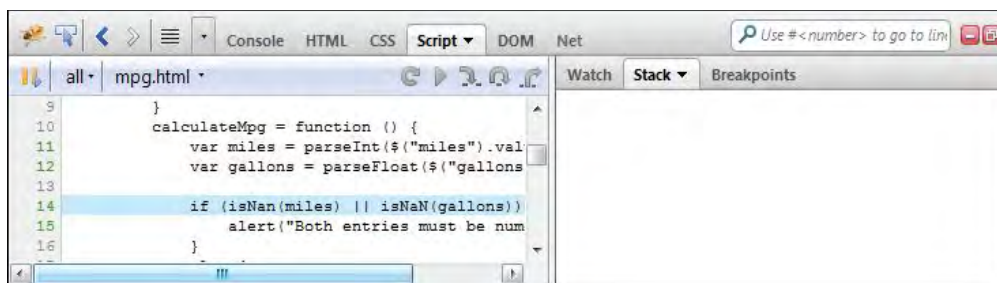 Console HTML CSS Script DOM Net Use #<number> to go to line
all mpg.html Watch Stack Breakpoints
9 }
10 calculateMpg = function () {
11 var miles = parseInt($("miles").val
12 var gallons = parseFloat($("gallons
13
14 if (isNan(miles) || isNaN(gallons))
15 alert("Both entries must be num
16 }